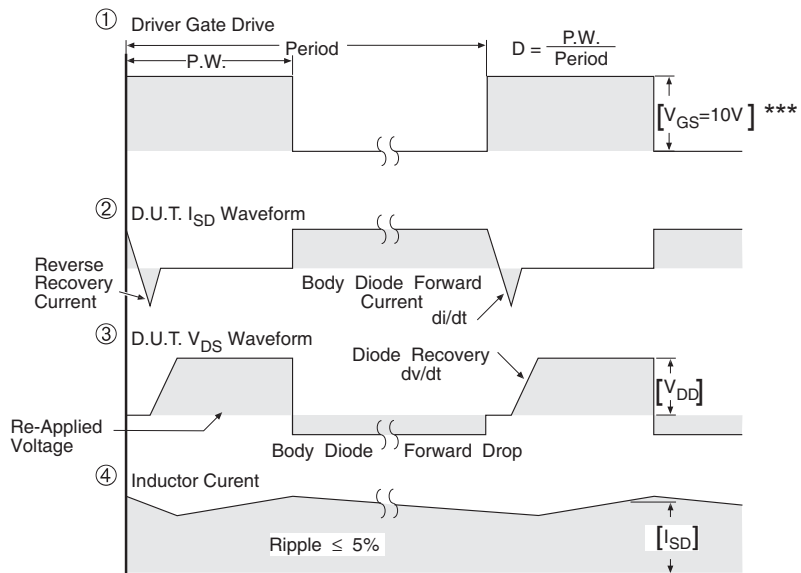 ① Driver Gate Drive
Period
P.W.
D = P.W. / Period
[VGS=10V] ***
② D.U.T. ISD Waveform
Reverse
Recovery
Current
Body Diode Forward
Current
di/dt
③ D.U.T. VDS Waveform
Diode Recovery
dv/dt
[VDD]
Re-Applied
Voltage
Body Diode Forward Drop
④ Inductor Curent
Ripple ≤ 5%
[ISD]